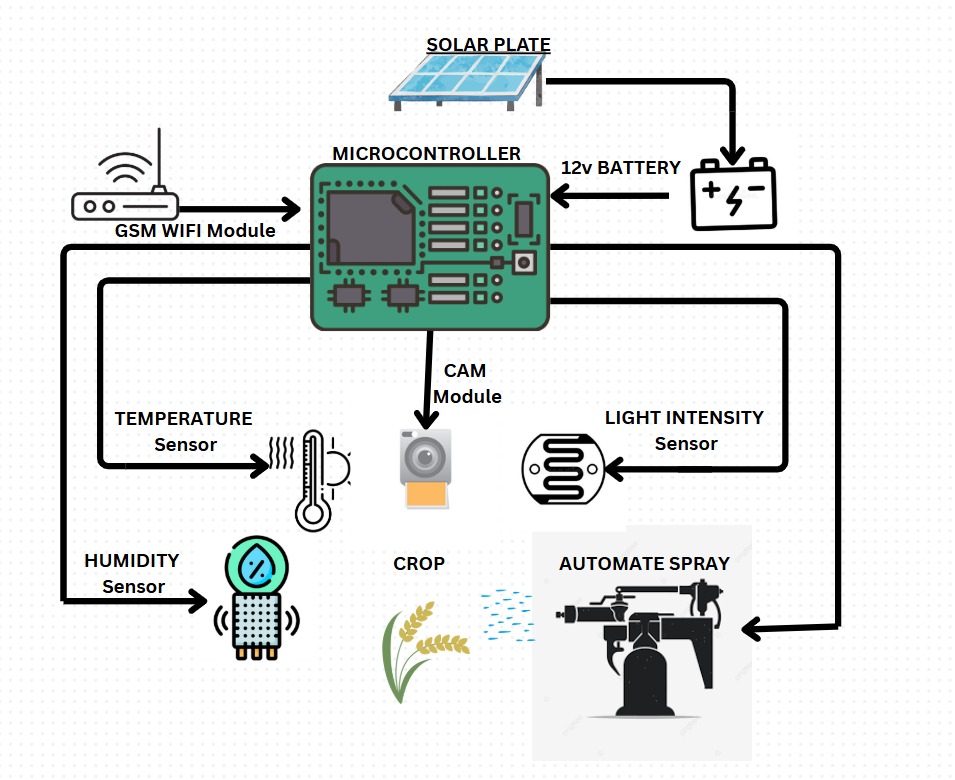 SOLAR PLATE
MICROCONTROLLER
12v BATTERY
GSM WIFI Module
CAM
Module
TEMPERATURE
Sensor
LIGHT INTENSITY
Sensor
HUMIDITY
Sensor
CROP
AUTOMATE SPRAY